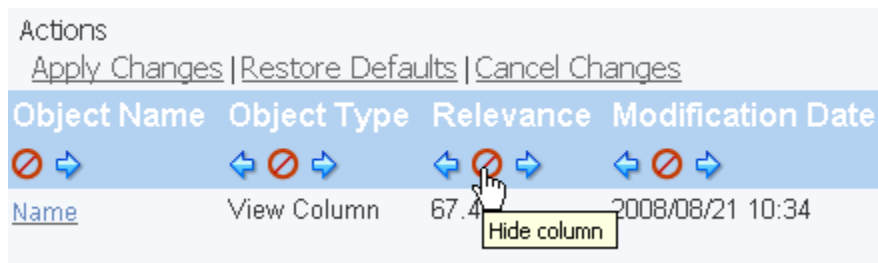 Actions
Apply Changes | Restore Defaults | Cancel Changes
Object Name Object Type Relevance Modification Date
Name View Column 67.4 2008/08/21 10:34
Hide column